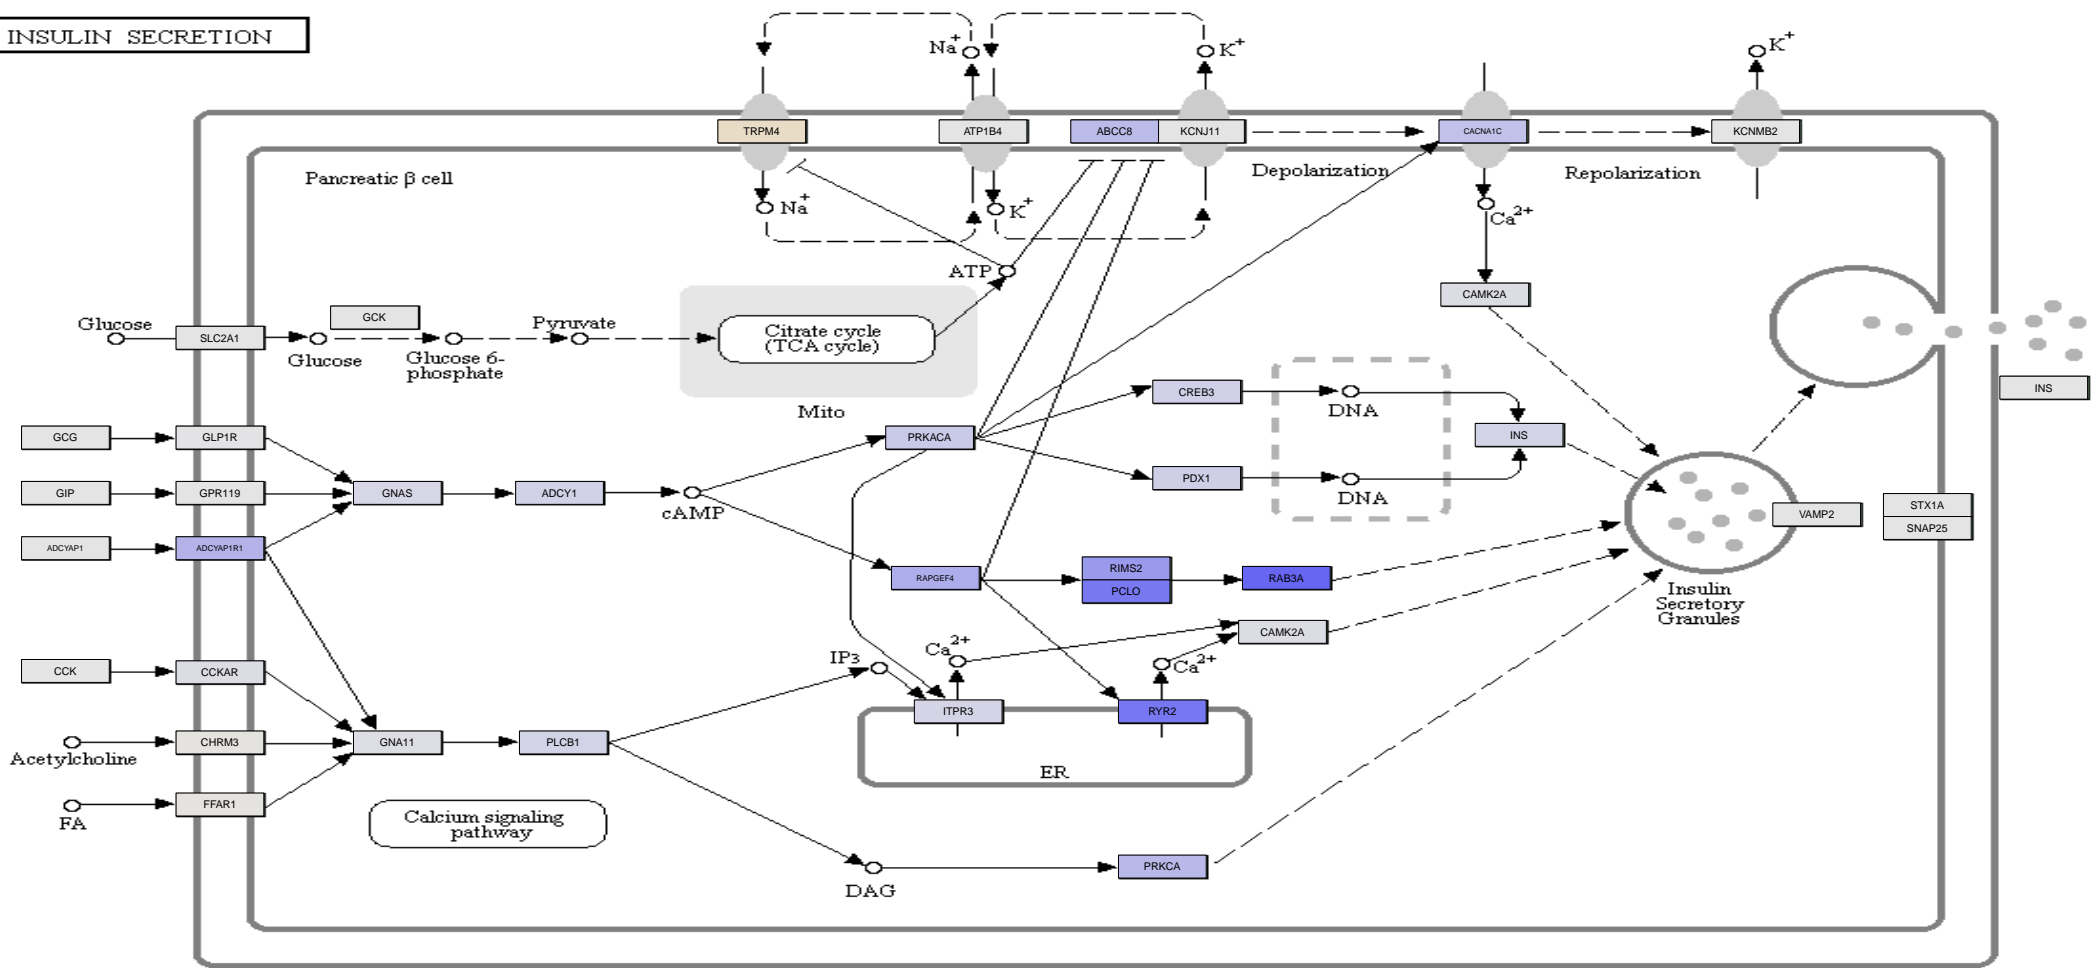 INSULIN SECRETION
Na+
K+
K+
TRPM4
ATP1B4
ABCC8
KCNJ11
CACNA1C
KCNMB2
Pancreatic β cell
Depolarization
Repolarization
Na+
K+
Ca2+
ATP
CAMK2A
GCK
Glucose
SLC2A1
Pyruvate
Glucose
Glucose 6-
phosphate
Citrate cycle
(TCA cycle)
Mito
CREB3
DNA
INS
GCG
GLP1R
PRKACA
INS
PDX1
DNA
GIP
GPR119
GNAS
ADCY1
cAMP
VAMP2
STX1A
SNAP25
ADCYAP1
ADCYAP1R1
RAPGEF4
RIMS2
PCLO
RAB3A
Insulin
Secretory
Granules
CAMK2A
CCK
CCKAR
IP3
Ca2+
Ca2+
ITPR3
RYR2
Acetylcholine
CHRM3
GNA11
PLCB1
ER
FA
FFAR1
Calcium signaling
pathway
DAG
PRKCA